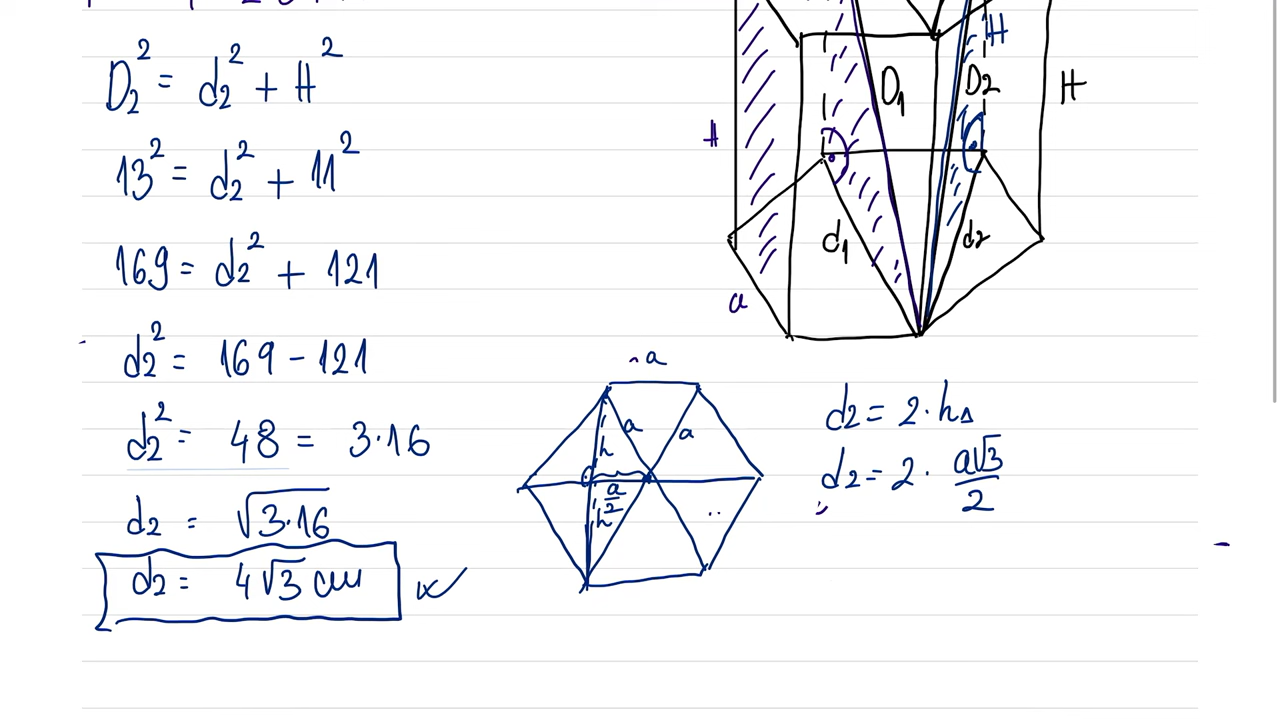 D₂² = d₂² + H²
13² = d₂² + 11²
169 = d₂² + 121
d₂² = 169 - 121
d₂² = 48 = 3·16
d₂ = √3·16
d₂ = 4√3 cm
H
D₁
D₂
H
H
d₁
d₂
a
a
a
a
h
a/2
h
d₂ = 2·h△
d₂ = 2· a√3/2